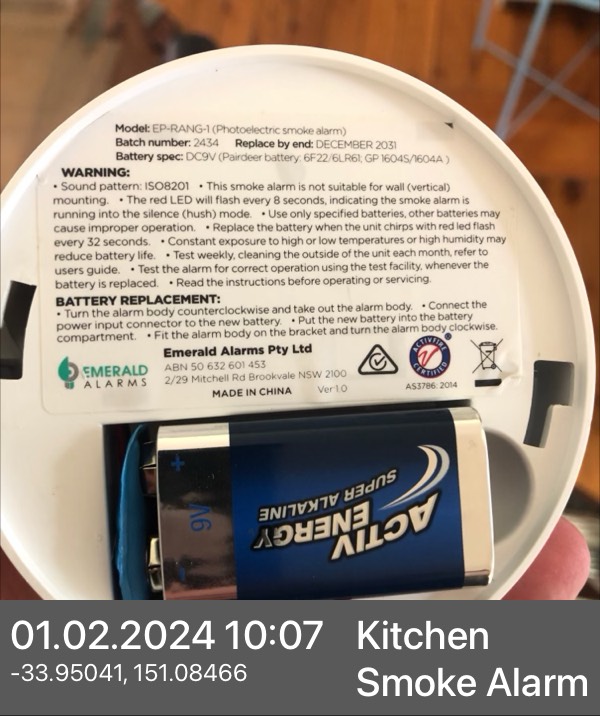 Model: EP-RANG-1 (Photoelectric smoke alarm)
Batch number: 2434 Replace by end: DECEMBER 2031
Battery spec: DC9V (Pairdeer battery: 6F22/6LR61; GP 1604S/1604A )
WARNING:
• Sound pattern: ISO8201 • This smoke alarm is not suitable for wall (vertical)
mounting. • The red LED will flash every 8 seconds, indicating the smoke alarm is
running into the silence (hush) mode. • Use only specified batteries, other batteries may
cause improper operation. • Replace the battery when the unit chirps with red led flash
every 32 seconds. • Constant exposure to high or low temperatures or high humidity may
reduce battery life. • Test weekly, cleaning the outside of the unit each month, refer to
users guide. • Test the alarm for correct operation using the test facility, whenever the
battery is replaced. • Read the instructions before operating or servicing.
BATTERY REPLACEMENT:
• Turn the alarm body counterclockwise and take out the alarm body. • Connect the
power input connector to the new battery. • Put the new battery into the battery
compartment. • Fit the alarm body on the bracket and turn the alarm body clockwise.
EMERALD
ALARMS
Emerald Alarms Pty Ltd
ABN 50 632 601 453
2/29 Mitchell Rd Brookvale NSW 2100
MADE IN CHINA Ver1.0
ACTIVFIRE
CERTIFIED
AS3786: 2014
ACTIV
ENERGY
SUPER ALKALINE
+
9V
-
01.02.2024 10:07
-33.95041, 151.08466
Kitchen
Smoke Alarm